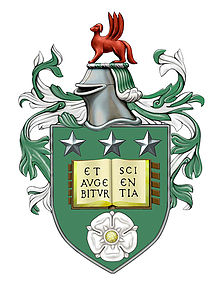 ET SCI
AVGE EN
BITVR TIA